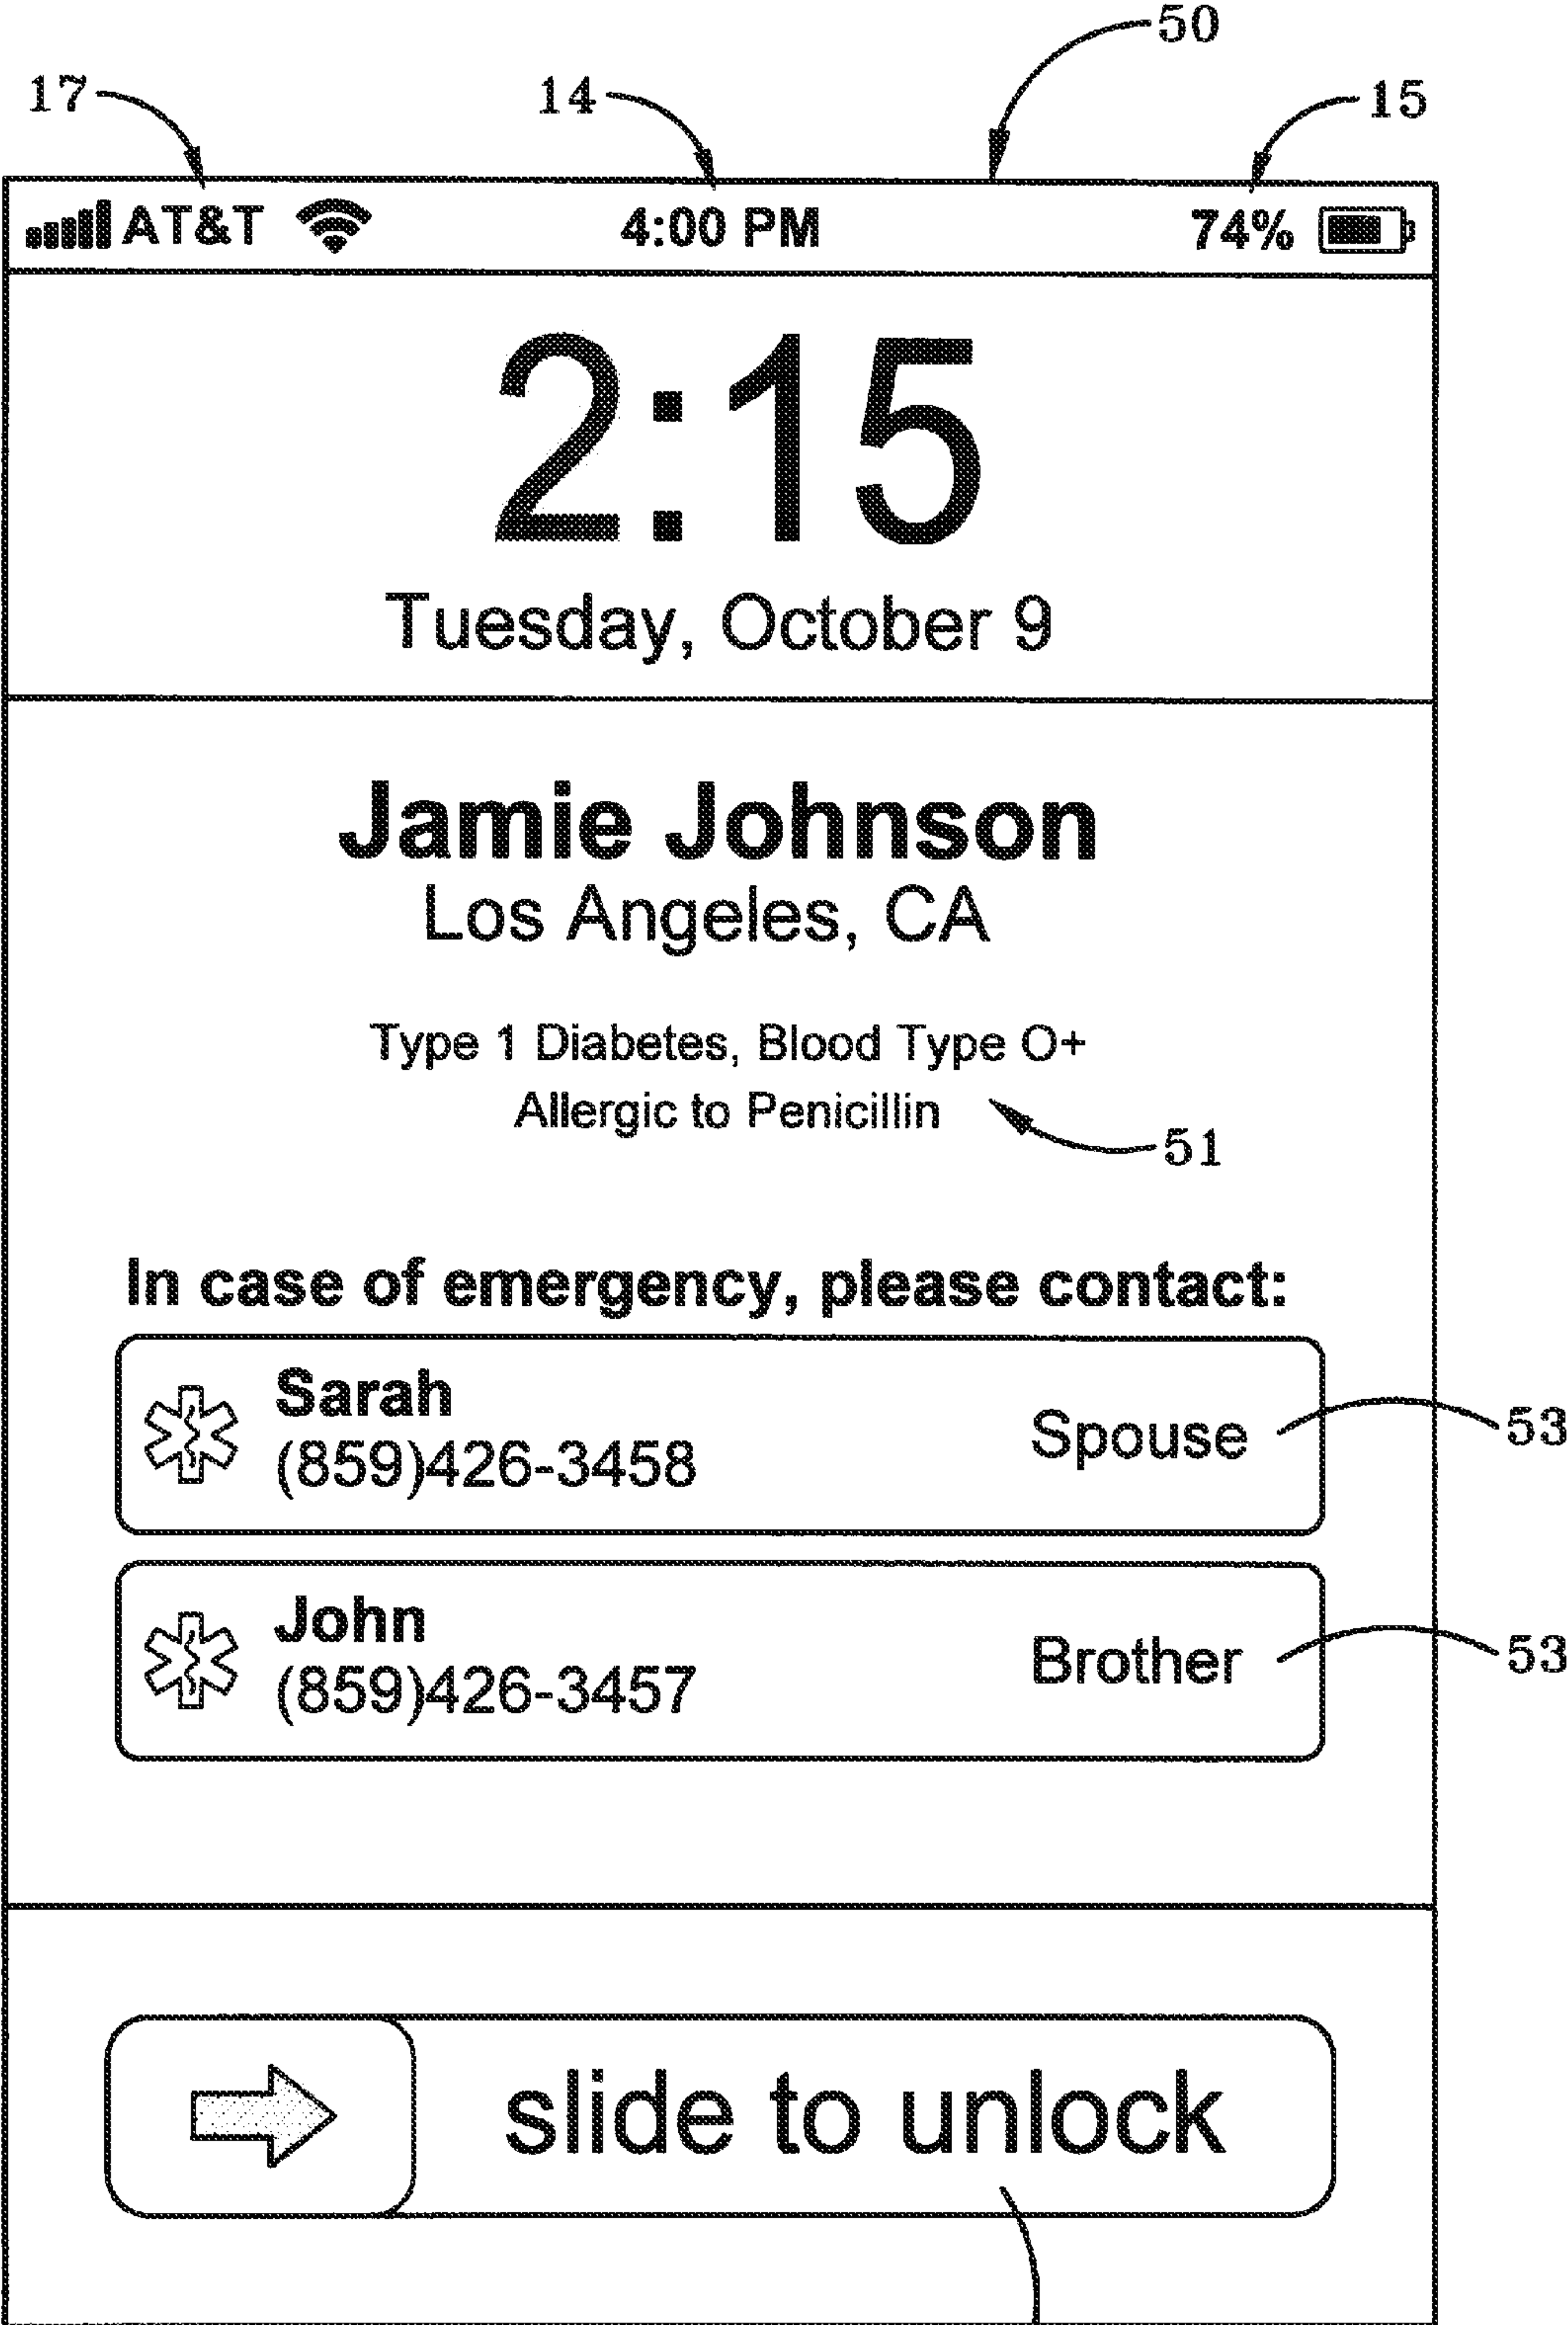 50
17 14 15
AT&T 4:00 PM 74%
2:15
Tuesday, October 9
Jamie Johnson
Los Angeles, CA
Type 1 Diabetes, Blood Type O+
Allergic to Penicillin
51
In case of emergency, please contact:
Sarah
(859)426-3458
Spouse
53
John
(859)426-3457
Brother
53
slide to unlock